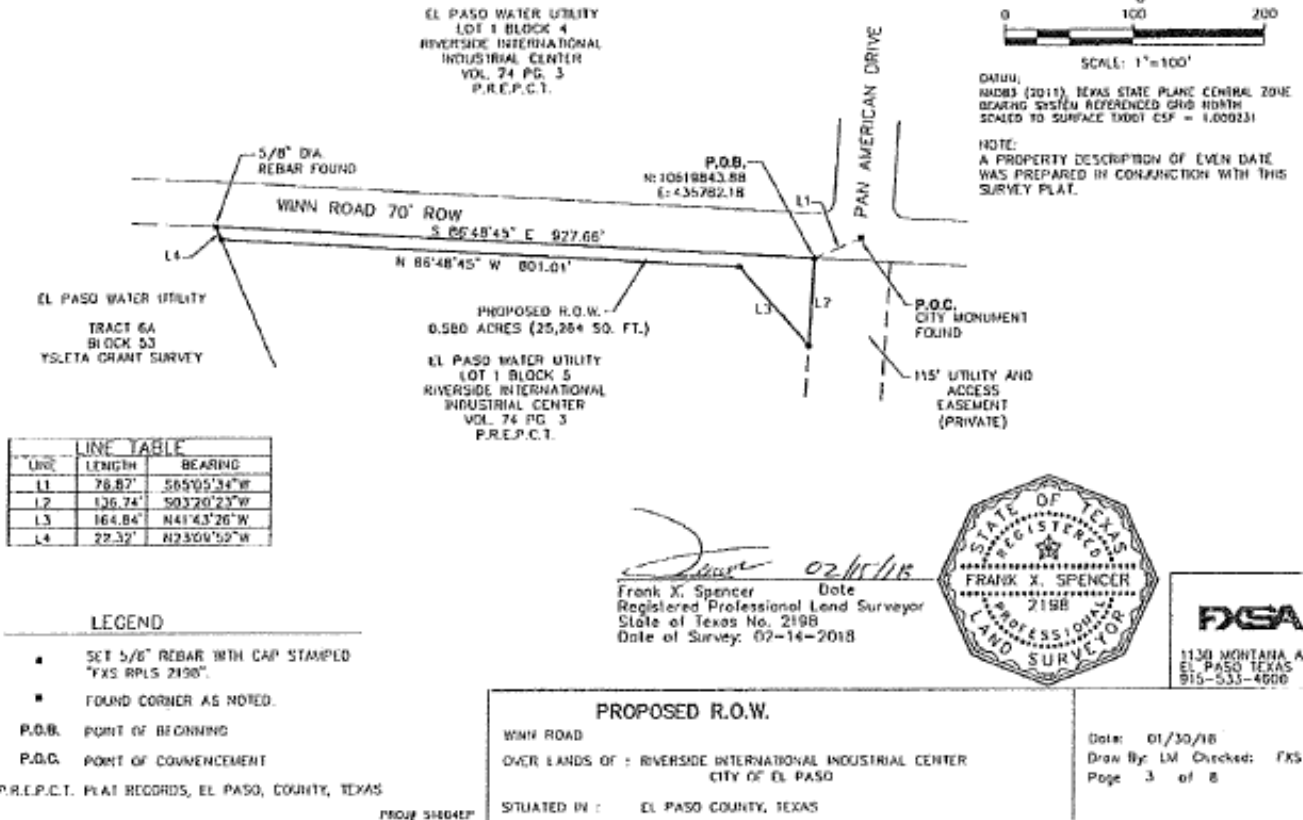 EL PASO WATER UTILITY
LOT 1 BLOCK 4
RIVERSIDE INTERNATIONAL
INDUSTRIAL CENTER
VOL. 74 PG. 3
P.R.E.P.C.T.
PAN AMERICAN DRIVE
0 100 200
SCALE: 1"=100'
DATUM:
NAD83 (2011), TEXAS STATE PLANE CENTRAL ZONE
BEARING SYSTEM REFERENCED GRID NORTH
SCALED TO SURFACE TXDOT CSF = 1.000231
NOTE:
A PROPERTY DESCRIPTION OF EVEN DATE
WAS PREPARED IN CONJUNCTION WITH THIS
SURVEY PLAT.
5/8" DIA.
REBAR FOUND
P.O.B.
N: 10619843.88
E: 435782.18
L1
WINN ROAD 70' ROW
S 86°48'45" E 927.66'
N 86°48'45" W 801.01'
L4
L3
L2
EL PASO WATER UTILITY
TRACT 6A
BLOCK 53
YSLETA GRANT SURVEY
PROPOSED R.O.W.
0.580 ACRES (25,264 SQ. FT.)
EL PASO WATER UTILITY
LOT 1 BLOCK 5
RIVERSIDE INTERNATIONAL
INDUSTRIAL CENTER
VOL. 74 PG. 3
P.R.E.P.C.T.
P.O.C.
CITY MONUMENT
FOUND
115' UTILITY AND
ACCESS
EASEMENT
(PRIVATE)
LINE TABLE
LINE LENGTH BEARING
L1 76.87' S65°05'34"W
L2 136.74' S03°20'23"W
L3 164.84' N41°43'26"W
L4 22.32' N23°09'52"W
02/15/18
Frank X. Spencer Date
Registered Professional Land Surveyor
State of Texas No. 2198
Date of Survey: 02-14-2018
STATE OF TEXAS
REGISTERED
FRANK X. SPENCER
2198
PROFESSIONAL
LAND SURVEYOR
FXSA
1130 MONTANA A
EL PASO TEXAS
915-533-4600
LEGEND
SET 5/8" REBAR WITH CAP STAMPED
"FXS RPLS 2198".
FOUND CORNER AS NOTED.
P.O.B. POINT OF BEGINNING
P.O.C. POINT OF COMMENCEMENT
P.R.E.P.C.T. PLAT RECORDS, EL PASO, COUNTY, TEXAS
PROJ#
PROPOSED R.O.W.
WINN ROAD
OVER LANDS OF : RIVERSIDE INTERNATIONAL INDUSTRIAL CENTER
CITY OF EL PASO
SITUATED IN : EL PASO COUNTY, TEXAS
Date: 01/30/18
Draw By: LM Checked: FXS
Page 3 of 8